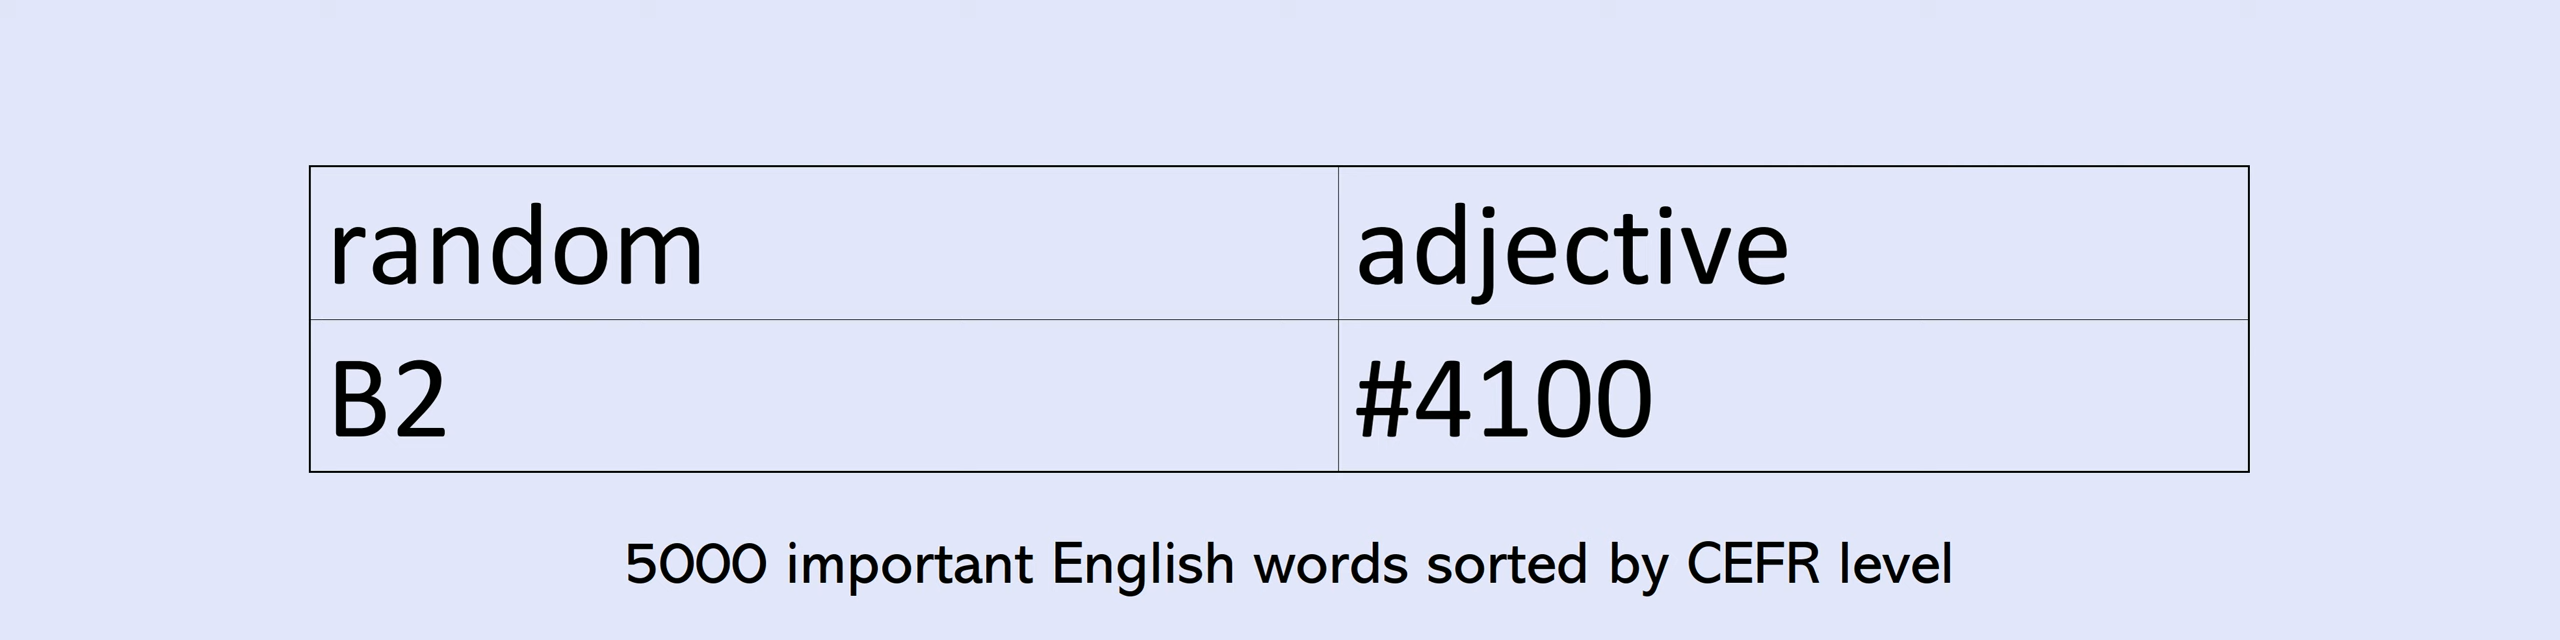 random adjective
B2 #4100
5000 important English words sorted by CEFR level